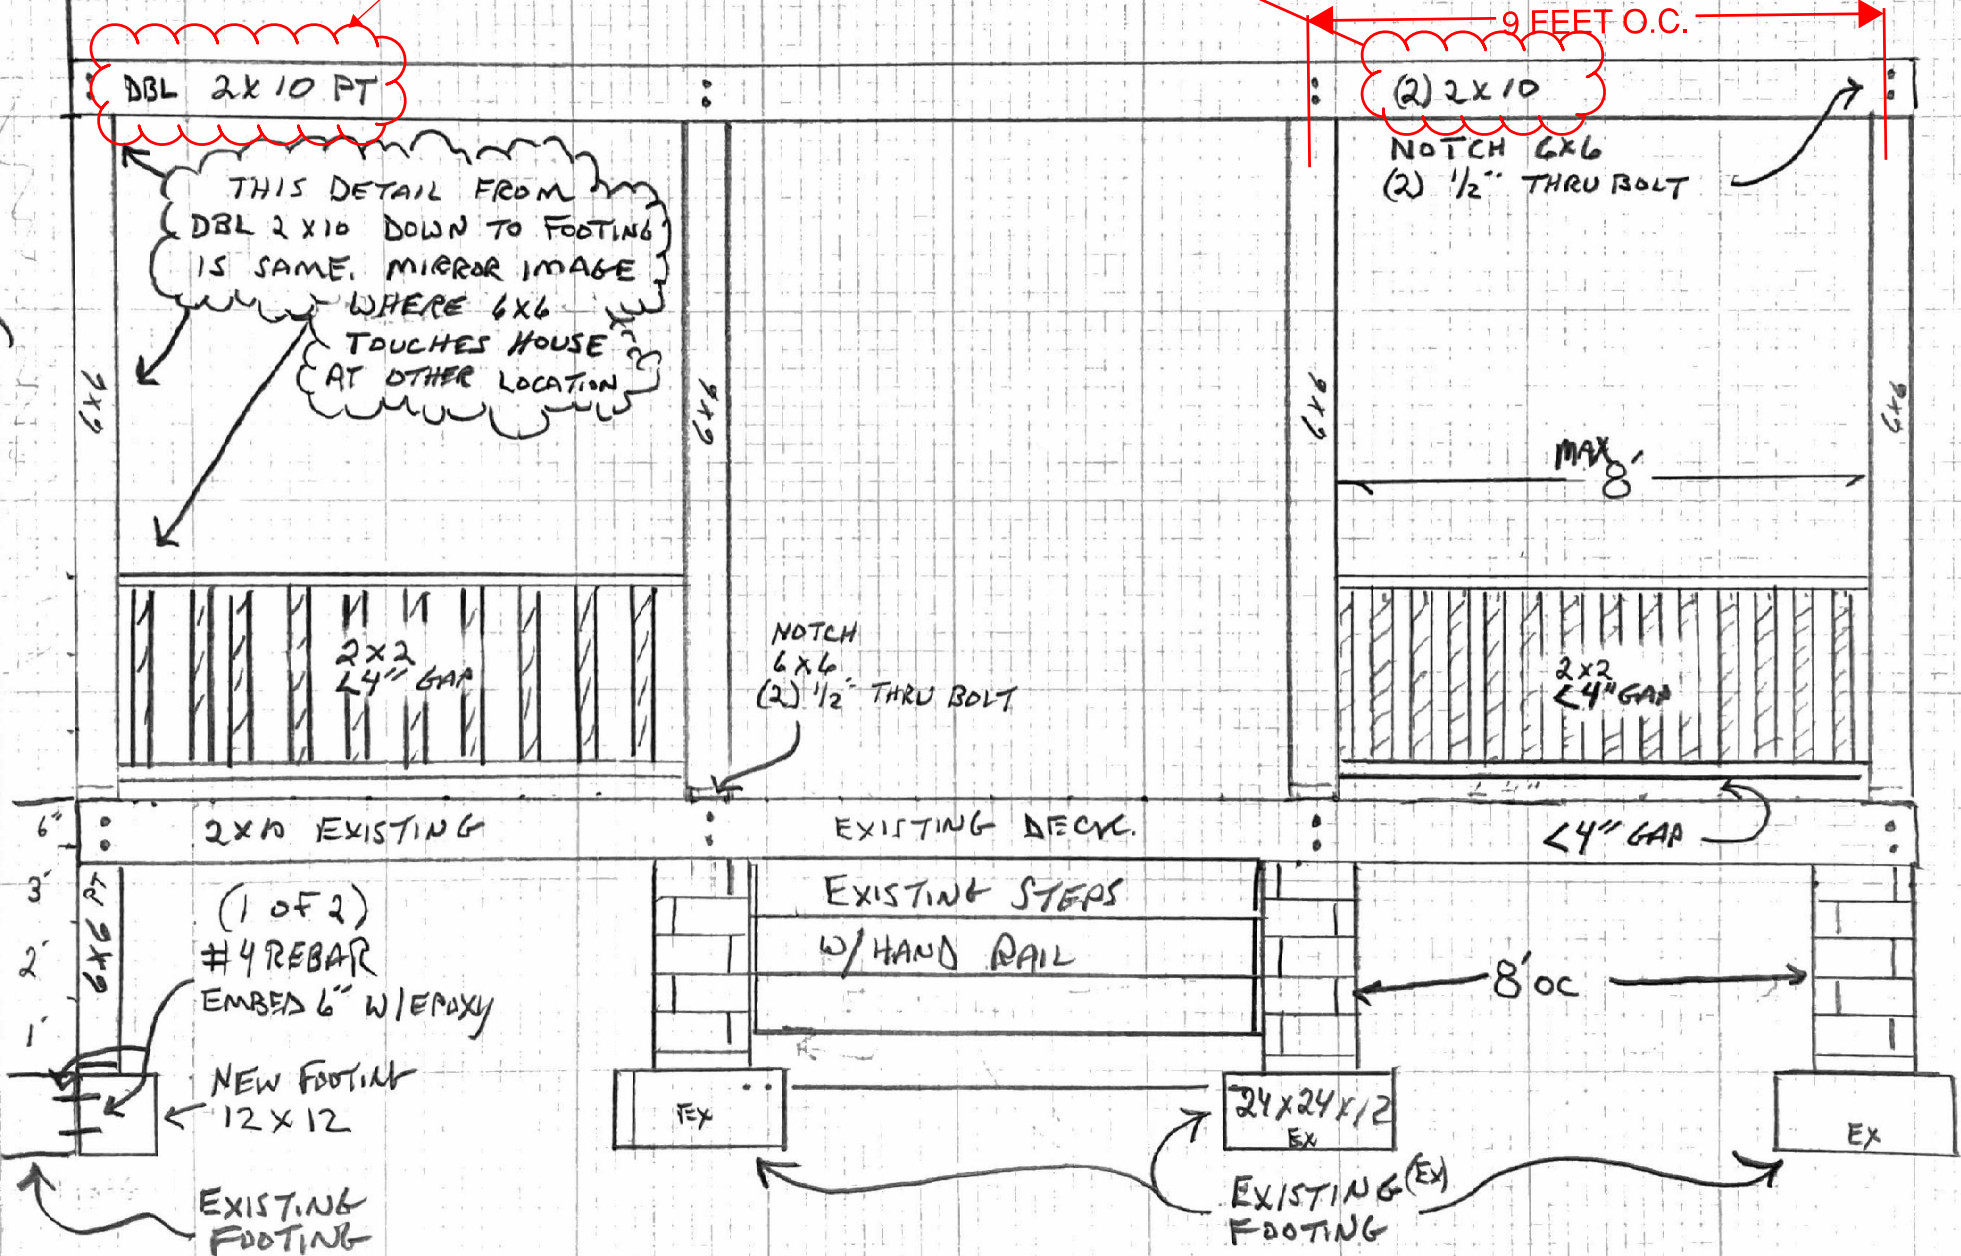 9 FEET O.C.
DBL 2X10 PT
(2) 2X10
NOTCH 6X6
(2) 1/2" THRU BOLT
THIS DETAIL FROM
DBL 2X10 DOWN TO FOOTING
IS SAME. MIRROR IMAGE
WHERE 6X6
TOUCHES HOUSE
AT OTHER LOCATION
6X6
6X6
6X6
6X6
MAX
8'
2X2
<4" GAP
NOTCH
6X6
(2) 1/2" THRU BOLT
2X2
<4" GAP
6"
2X10 EXISTING
EXISTING DECK.
<4" GAP
3'
2'
1'
6X6 PT
(1 OF 2)
#4 REBAR
EMBED 6" W/EPOXY
EXISTING STEPS
W/HAND RAIL
8' OC
NEW FOOTING
12X12
EX
24X24X12
EX
EX
EXISTING
FOOTING
EXISTING (EX)
FOOTING